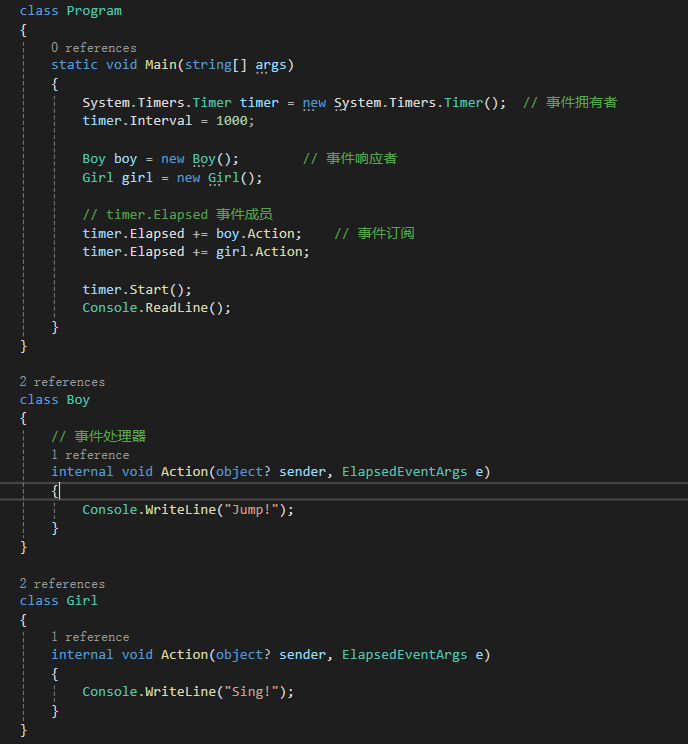 class Program
{
0 references
static void Main(string[] args)
{
System.Timers.Timer timer = new System.Timers.Timer();  // 事件拥有者
timer.Interval = 1000;
Boy boy = new Boy();        // 事件响应者
Girl girl = new Girl();
// timer.Elapsed 事件成员
timer.Elapsed += boy.Action;    // 事件订阅
timer.Elapsed += girl.Action;
timer.Start();
Console.ReadLine();
}
}
2 references
class Boy
{
// 事件处理器
1 reference
internal void Action(object? sender, ElapsedEventArgs e)
{
Console.WriteLine("Jump!");
}
}
2 references
class Girl
{
1 reference
internal void Action(object? sender, ElapsedEventArgs e)
{
Console.WriteLine("Sing!");
}
}